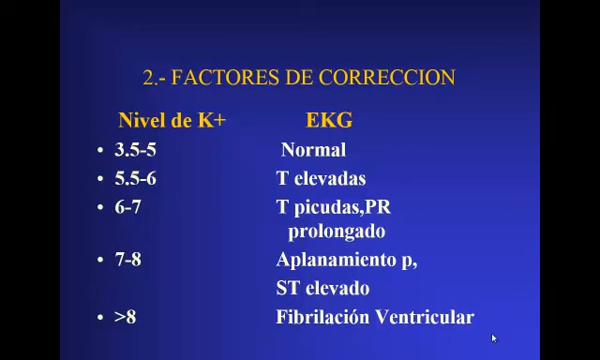 2.- FACTORES DE CORRECCION
Nivel de K+ EKG
• 3.5-5 Normal
• 5.5-6 T elevadas
• 6-7 T picudas,PR
prolongado
• 7-8 Aplanamiento p,
ST elevado
• >8 Fibrilación Ventricular